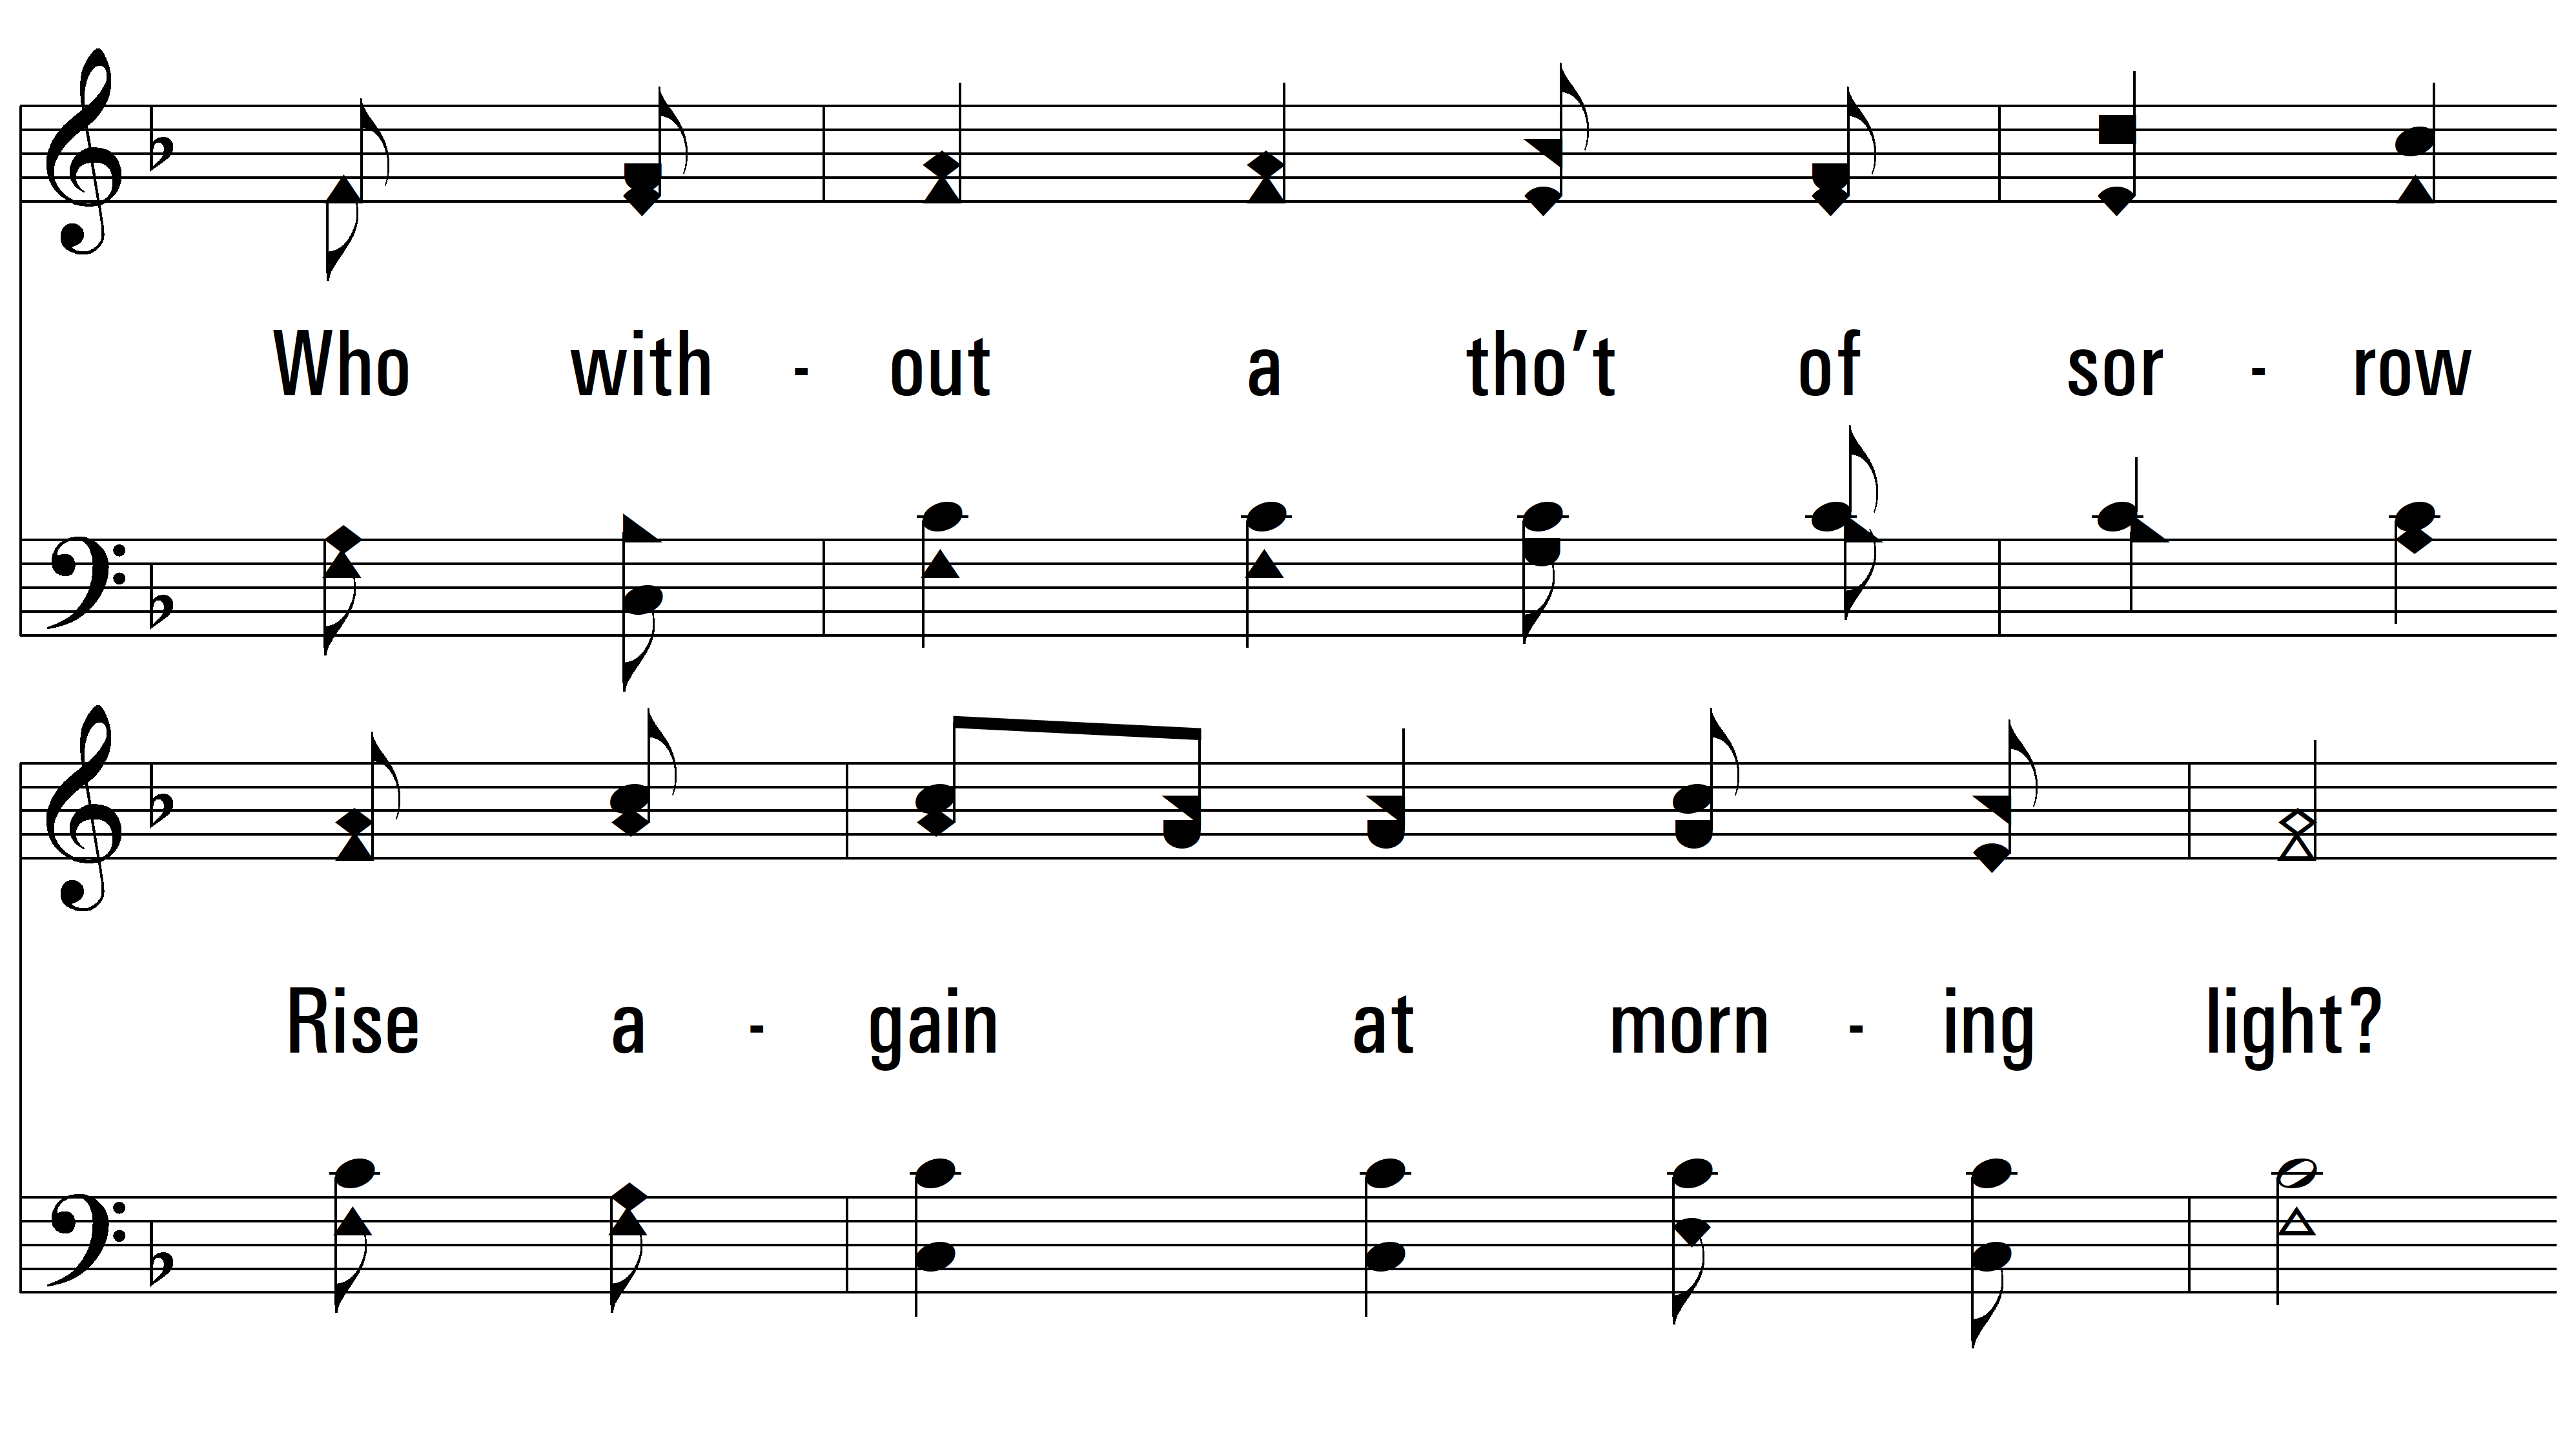 Who with - out a tho’t of sor - row
Rise a - gain at morn - ing light?